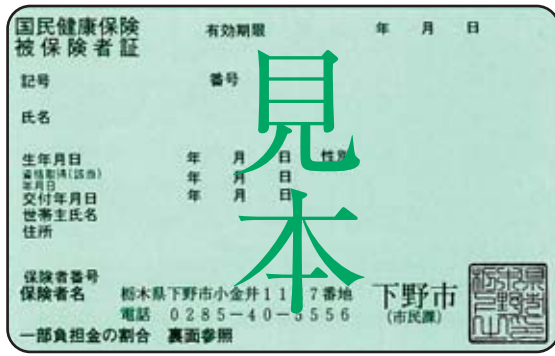 国民健康保険
被保険者証
有効期限 年 月 日
記号 番号
氏名
生年月日 年 月 日 性別
資格取得(該当)
年月日 年 月 日
交付年月日 年 月 日
世帯主氏名
住所
保険者番号
保険者名 栃木県下野市小金井11 7番地 下野市
電話 0285-40-5556 (市民課)
一部負担金の割合 裏面参照
見本